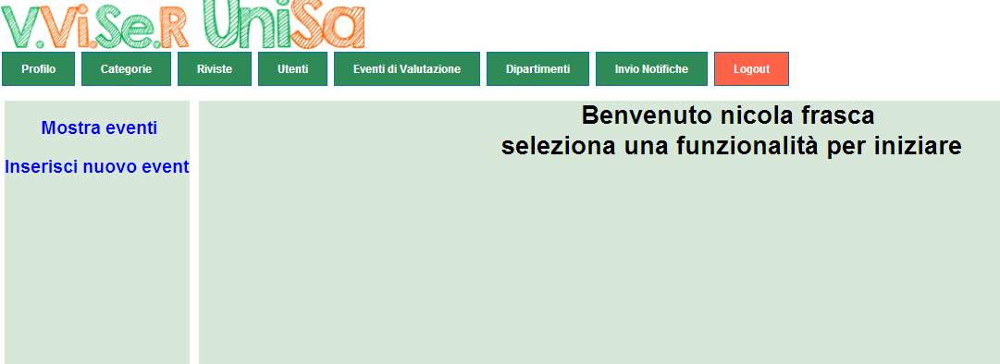 V.Vi.Se.R UniSa
Profilo Categorie Riviste Utenti Eventi di Valutazione Dipartimenti Invio Notifiche Logout
Mostra eventi
Inserisci nuovo event
Benvenuto nicola frasca
seleziona una funzionalità per iniziare